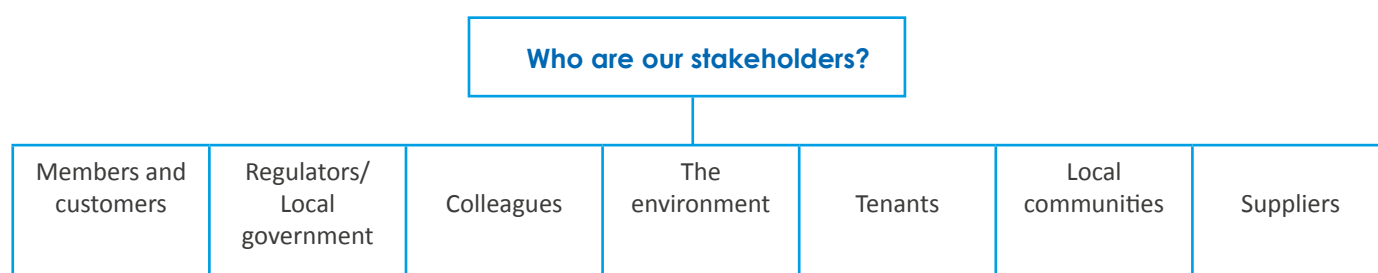 Who are our stakeholders?
Members and
customers
Regulators/
Local
government
Colleagues
The
environment
Tenants
Local
communities
Suppliers